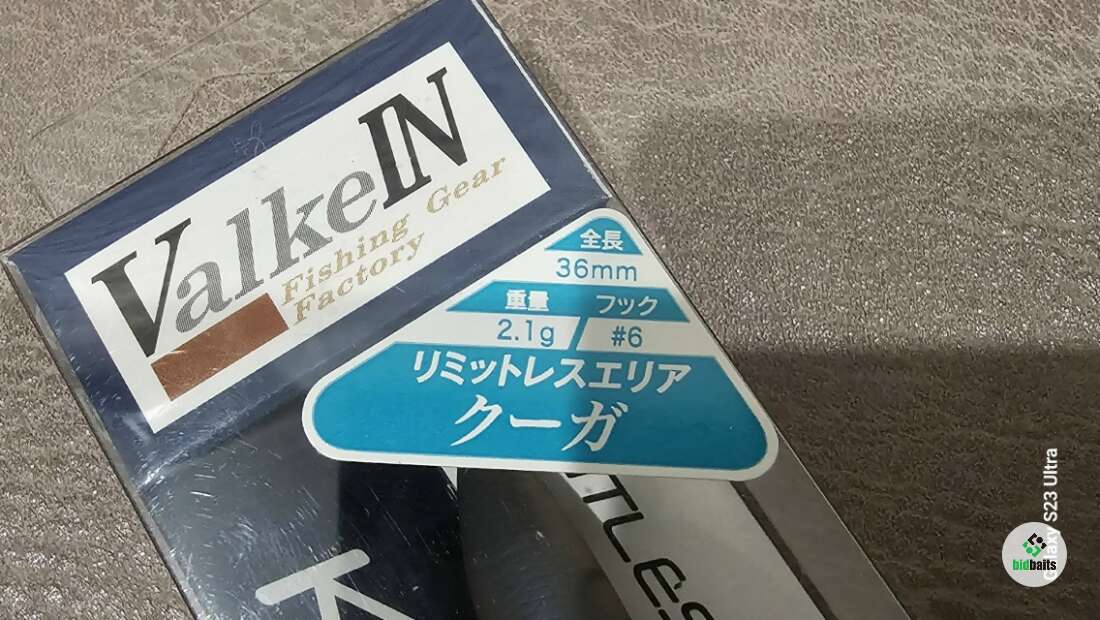 ValkeIN
Fishing Gear
Factory
全長
36mm
重量 フック
2.1g #6
リミットレスエリア
クーガ
Galaxy S23 Ultra
bidbaits